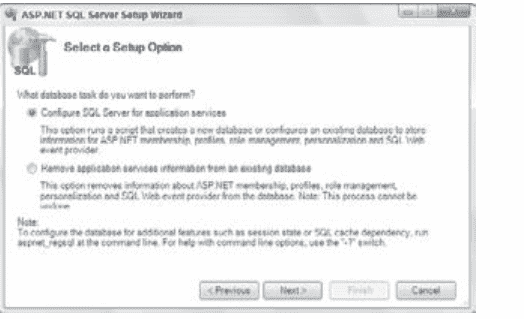 ASP.NET SQL Server Setup Wizard
Select a Setup Option
SQL
What database task do you want to perform?
Configure SQL Server for application services
This option runs a script that creates a new database or configures an existing database to store
information for ASP.NET membership, profiles, role management, personalization and SQL Web
event provider.
Remove application services information from an existing database
This option removes information about ASP.NET membership, profiles, role management,
personalization and SQL Web event provider from the database. Note: This process cannot be
undone.
Note:
To configure the database for additional features such as session state or SQL cache dependency, run
aspnet_regsql at the command line. For help with command line options, use the "-?" switch.
< Previous
Next >
Finish
Cancel